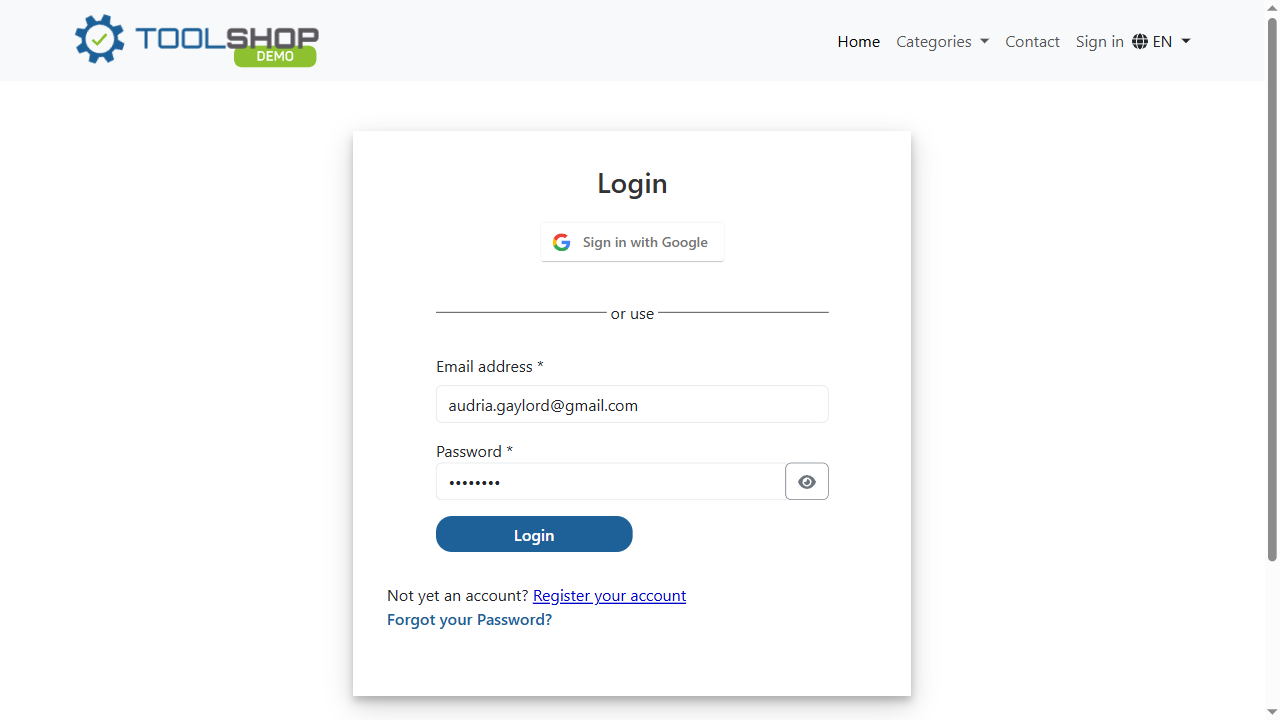 TOOLSHOP
DEMO
Home Categories Contact Sign in EN
Login
Sign in with Google
or use
Email address *
audria.gaylord@gmail.com
Password *
••••••••
Login
Not yet an account? Register your account
Forgot your Password?